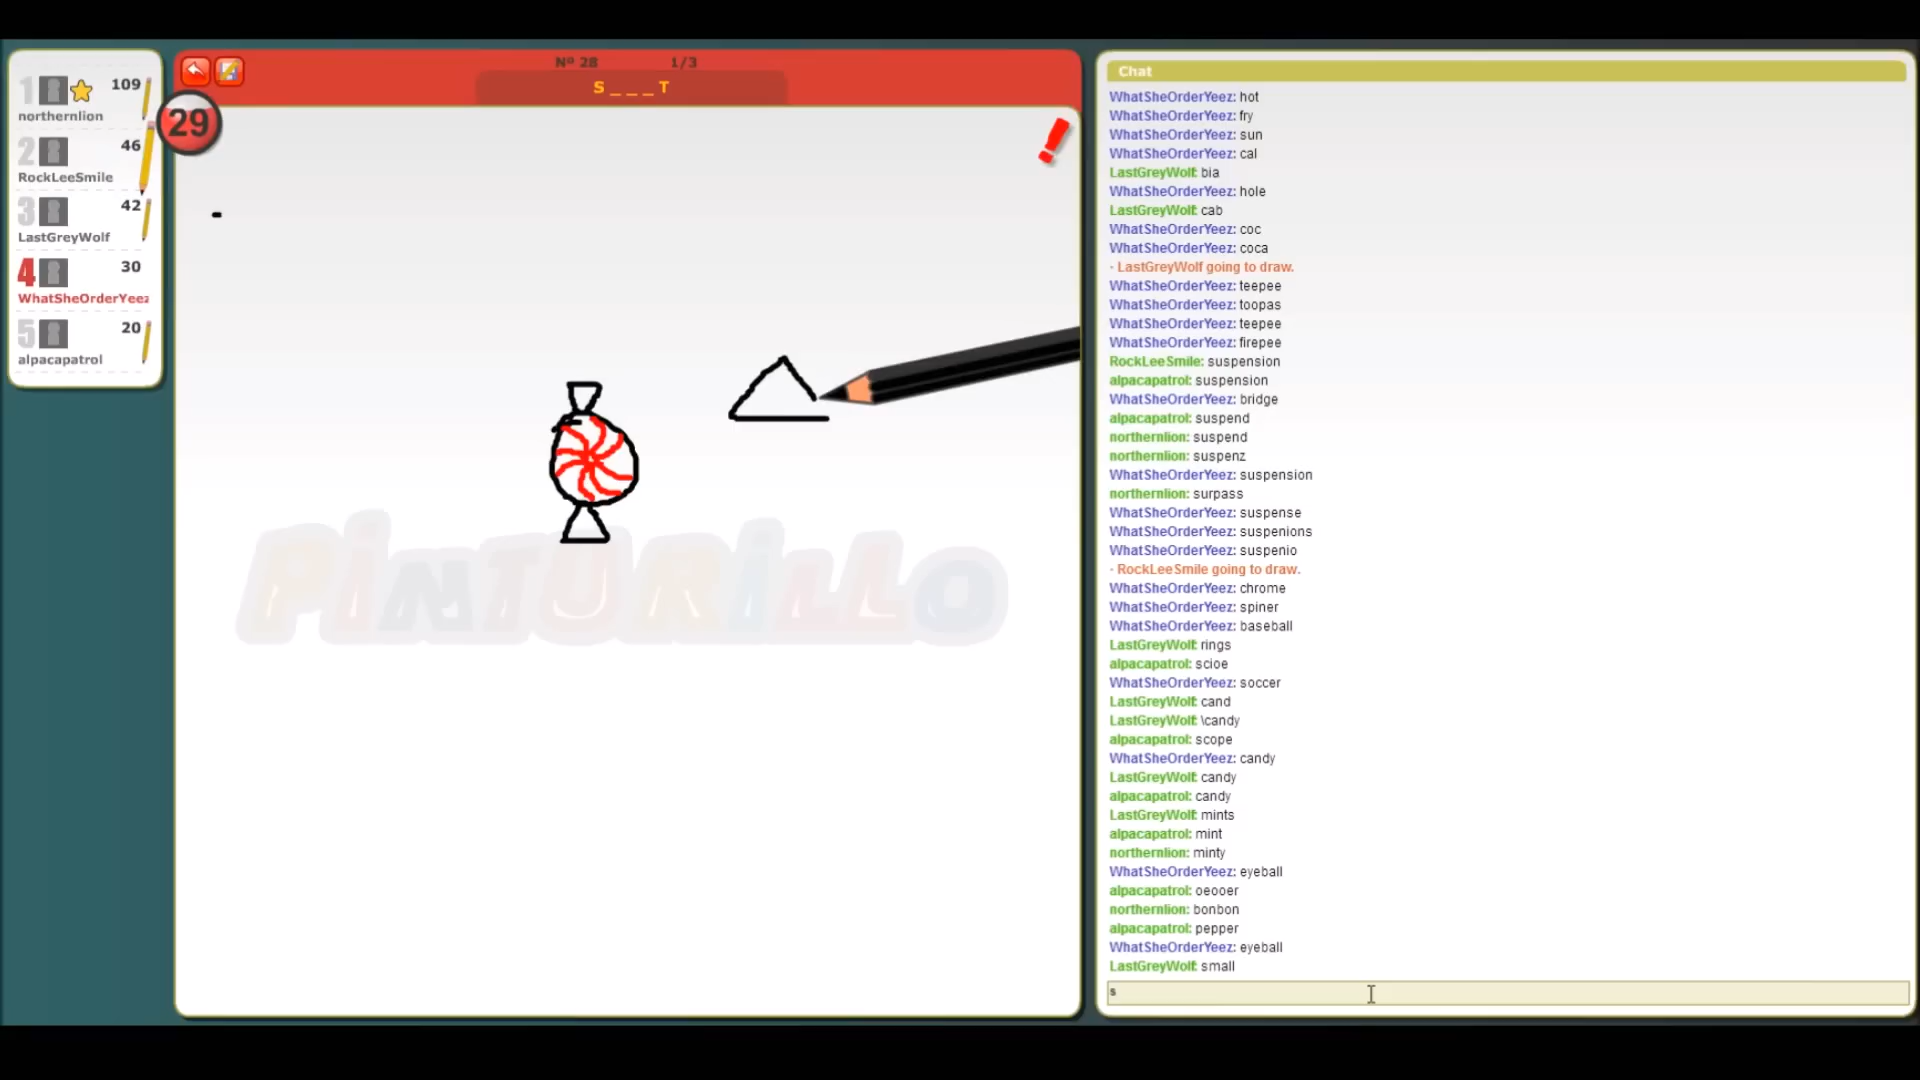 Nº 28 1/3
S _ _ _ T
29
1 109
northernlion
2 46
RockLeeSmile
3 42
LastGreyWolf
4 30
WhatSheOrderYeez
5 20
alpacapatrol
!
PiNTURiLLO
Chat
WhatSheOrderYeez: hot
WhatSheOrderYeez: fry
WhatSheOrderYeez: sun
WhatSheOrderYeez: cal
LastGreyWolf: bia
WhatSheOrderYeez: hole
LastGreyWolf: cab
WhatSheOrderYeez: coc
WhatSheOrderYeez: coca
- LastGreyWolf going to draw.
WhatSheOrderYeez: teepee
WhatSheOrderYeez: toopas
WhatSheOrderYeez: teepee
WhatSheOrderYeez: firepee
RockLeeSmile: suspension
alpacapatrol: suspension
WhatSheOrderYeez: bridge
alpacapatrol: suspend
northernlion: suspend
northernlion: suspenz
WhatSheOrderYeez: suspension
northernlion: surpass
WhatSheOrderYeez: suspense
WhatSheOrderYeez: suspenions
WhatSheOrderYeez: suspenio
- RockLeeSmile going to draw.
WhatSheOrderYeez: chrome
WhatSheOrderYeez: spiner
WhatSheOrderYeez: baseball
LastGreyWolf: rings
alpacapatrol: scioe
WhatSheOrderYeez: soccer
LastGreyWolf: cand
LastGreyWolf: \candy
alpacapatrol: scope
WhatSheOrderYeez: candy
LastGreyWolf: candy
alpacapatrol: candy
LastGreyWolf: mints
alpacapatrol: mint
northernlion: minty
WhatSheOrderYeez: eyeball
alpacapatrol: oeooer
northernlion: bonbon
alpacapatrol: pepper
WhatSheOrderYeez: eyeball
LastGreyWolf: small
s